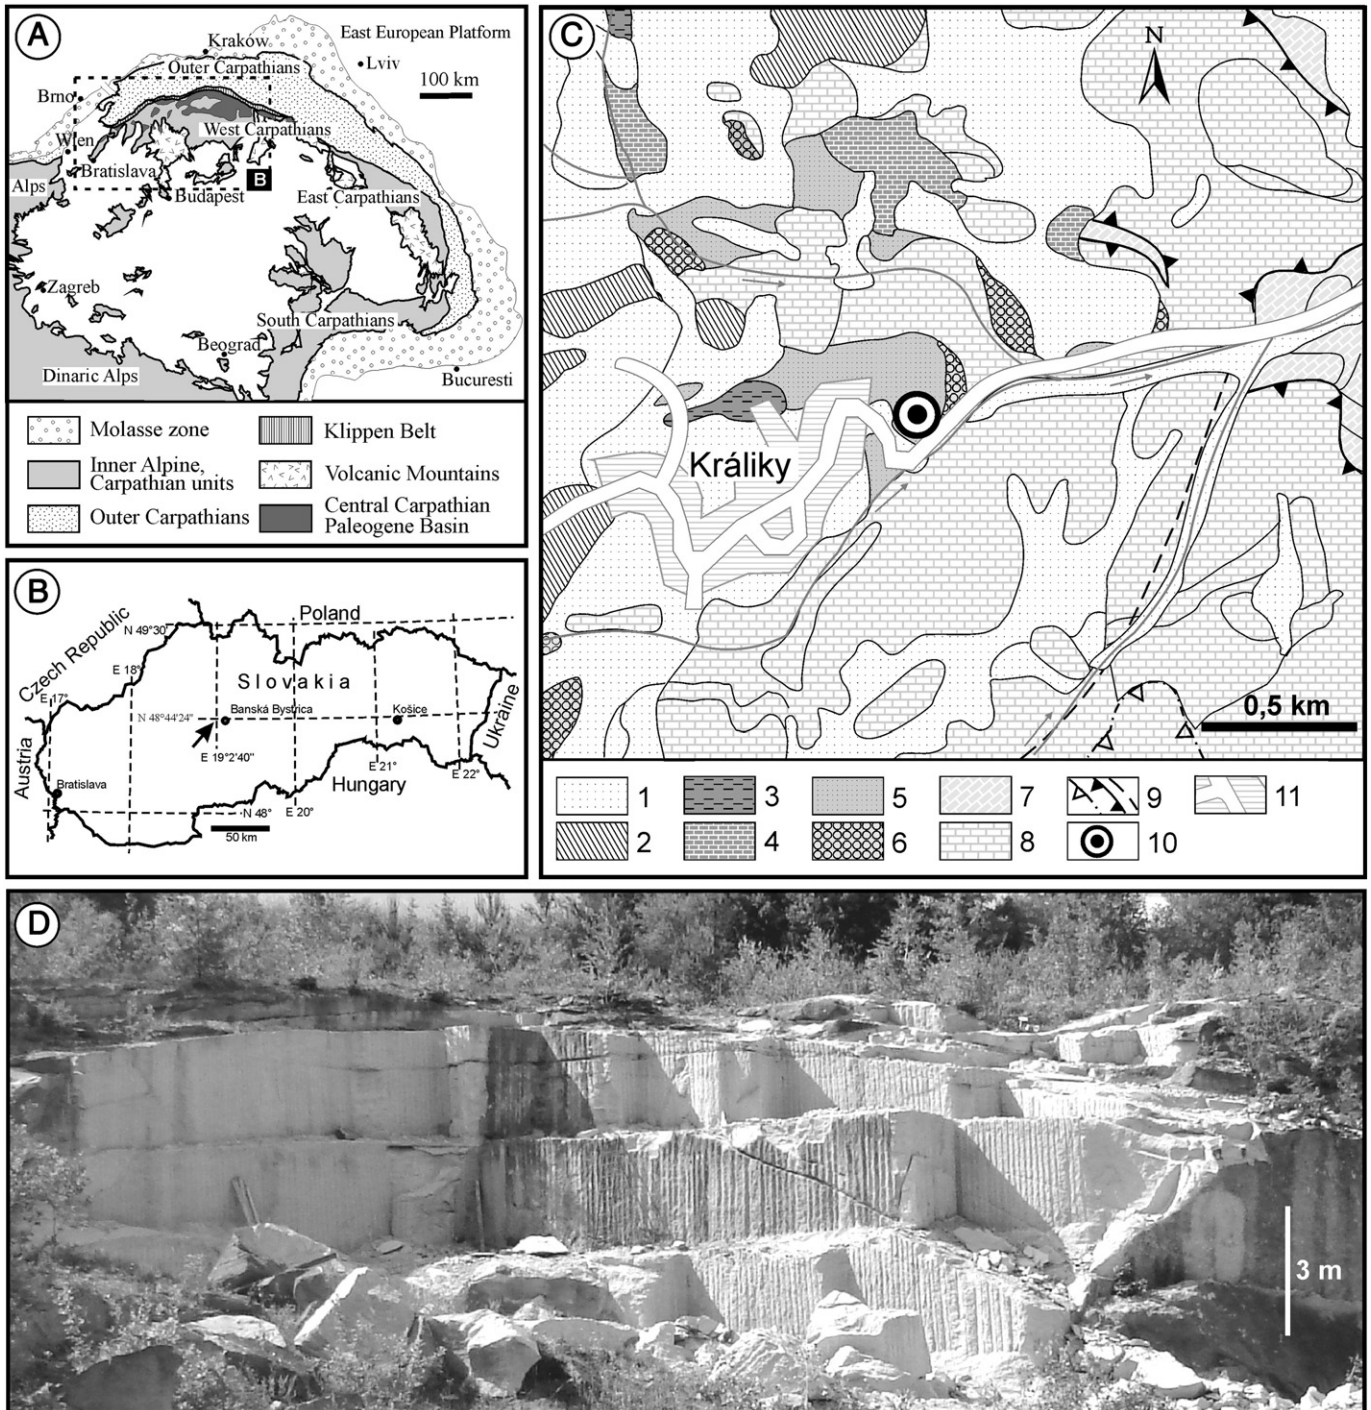 A
Kraków
East European Platform
Lviv
Outer Carpathians
100 km
Brno
West Carpathians
Wien
Bratislava
B
Alps
Budapest
East Carpathians
Zagreb
South Carpathians
Beograd
Dinaric Alps
Bucuresti
Molasse zone
Klippen Belt
Inner Alpine,
Carpathian units
Volcanic Mountains
Outer Carpathians
Central Carpathian
Paleogene Basin
B
Czech Republic
N 49°30'
Poland
E 18°
E 17°
Slovakia
Banská Bystrica
Košice
N 48°44'24"
E 19°2'40"
E 21°
E 22°
Ukraine
Austria
Bratislava
Hungary
N 48°
E 20°
50 km
C
N
Králiky
0,5 km
1
3
5
7
9
11
2
4
6
8
10
D
3 m